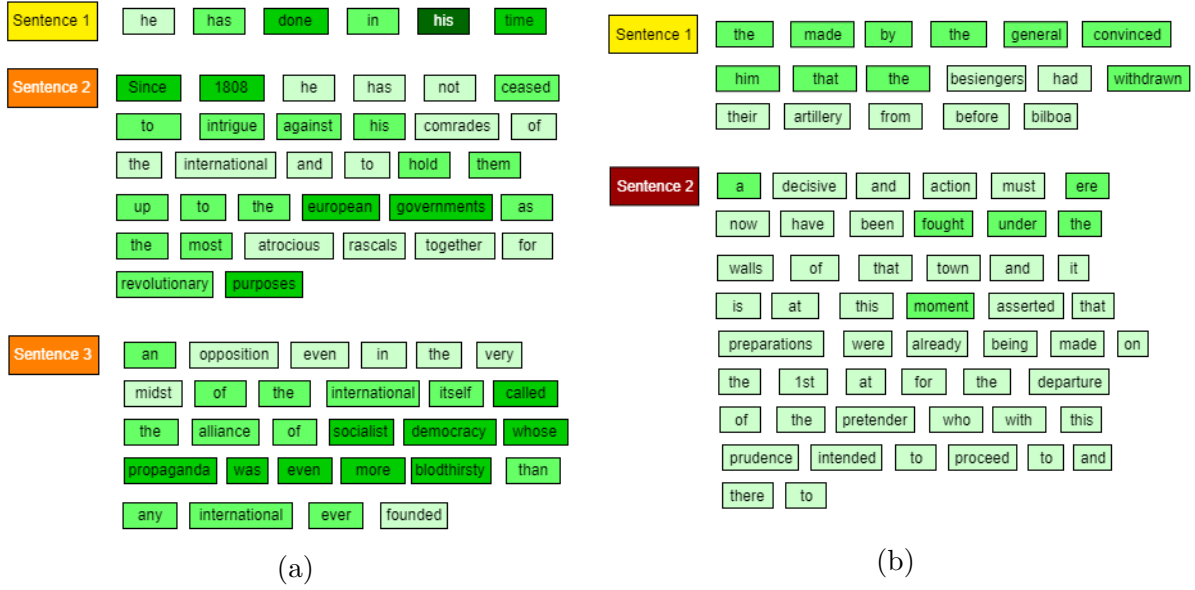 Sentence 1 he has done in his time
Sentence 2 Since 1808 he has not ceased
to intrigue against his comrades of
the international and to hold them
up to the european governments as
the most atrocious rascals together for
revolutionary purposes
Sentence 3 an opposition even in the very
midst of the international itself called
the alliance of socialist democracy whose
propaganda was even more blodthirsty than
any international ever founded
(a)
Sentence 1 the made by the general convinced
him that the besiengers had withdrawn
their artillery from before bilboa
Sentence 2 a decisive and action must ere
now have been fought under the
walls of that town and it
is at this moment asserted that
preparations were already being made on
the 1st at for the departure
of the pretender who with this
prudence intended to proceed to and
there to
(b)